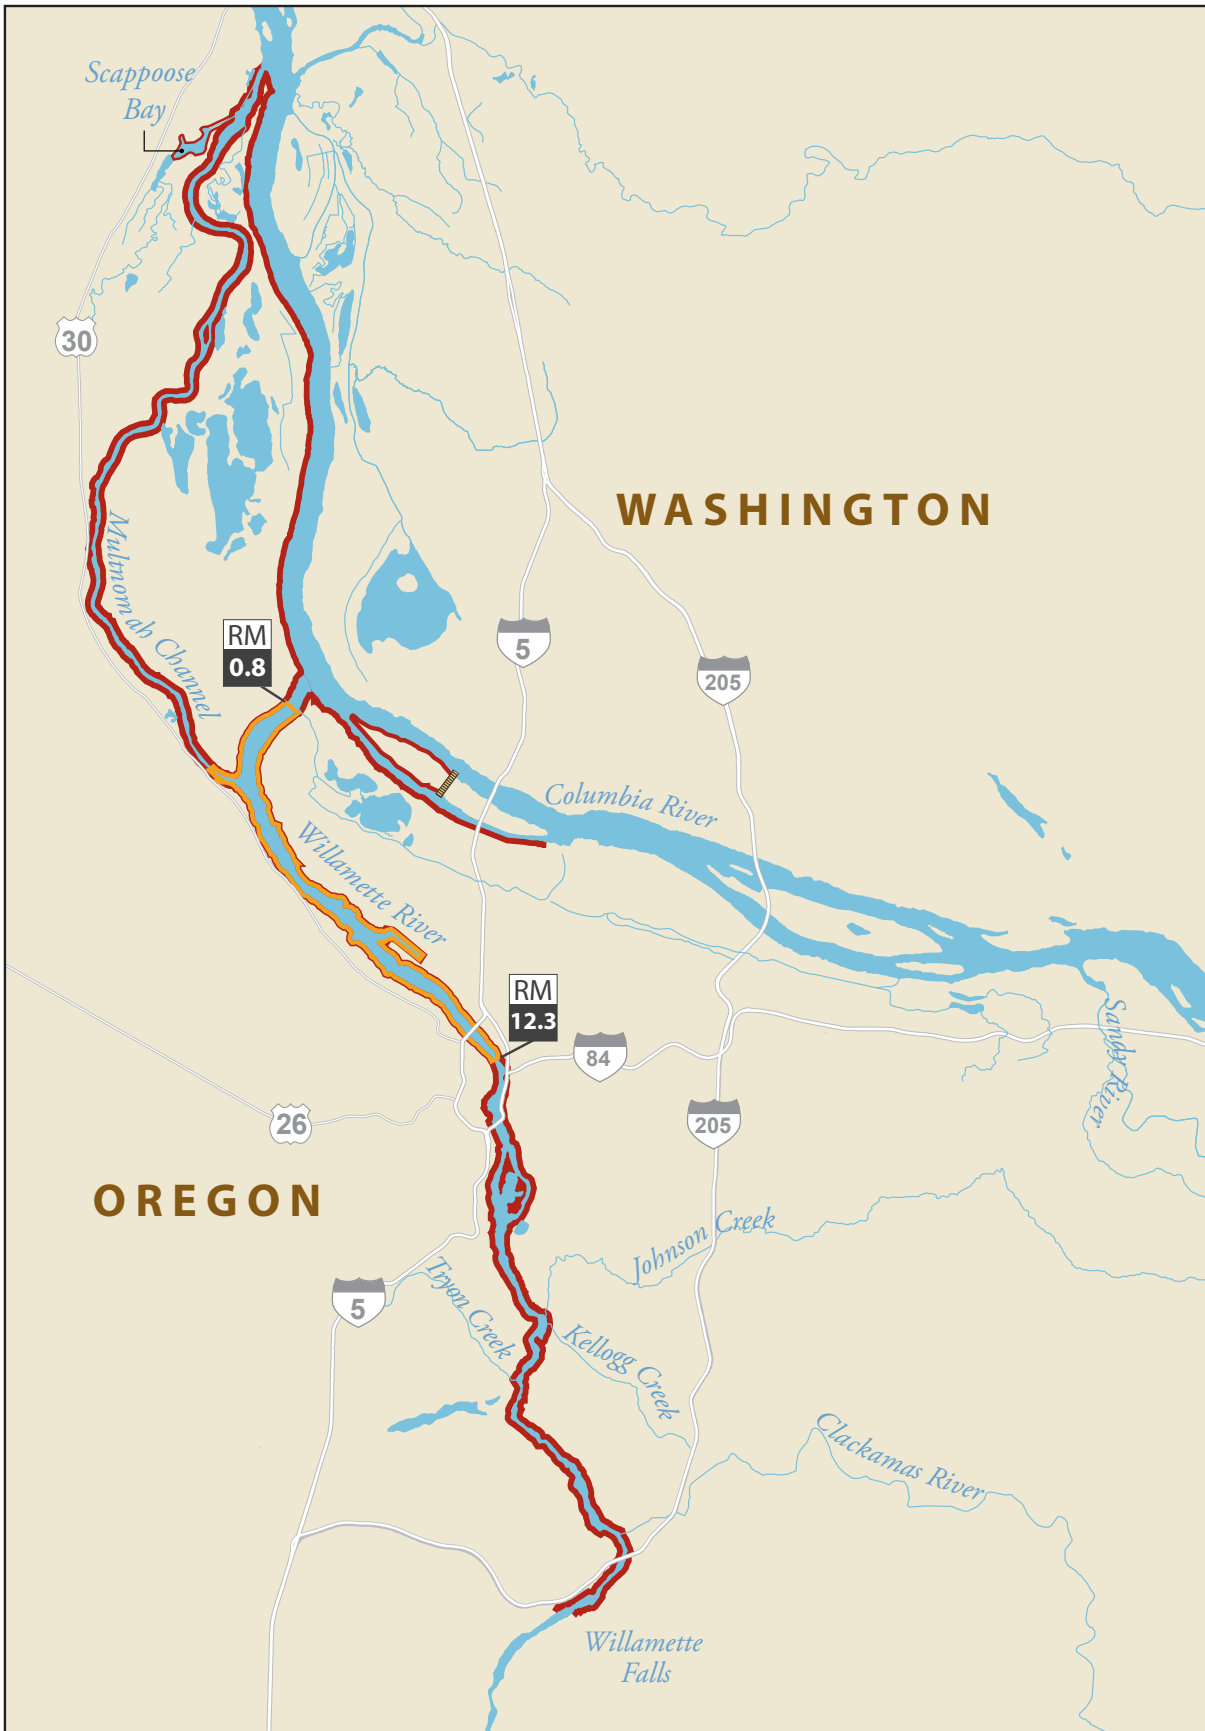 Scappoose
Bay
30
WASHINGTON
Multnomah Channel
RM
0.8
5
205
Columbia River
Willamette River
RM
12.3
84
Sandy River
26
205
OREGON
Johnson Creek
Tryon Creek
5
Kellogg Creek
Clackamas River
Willamette
Falls